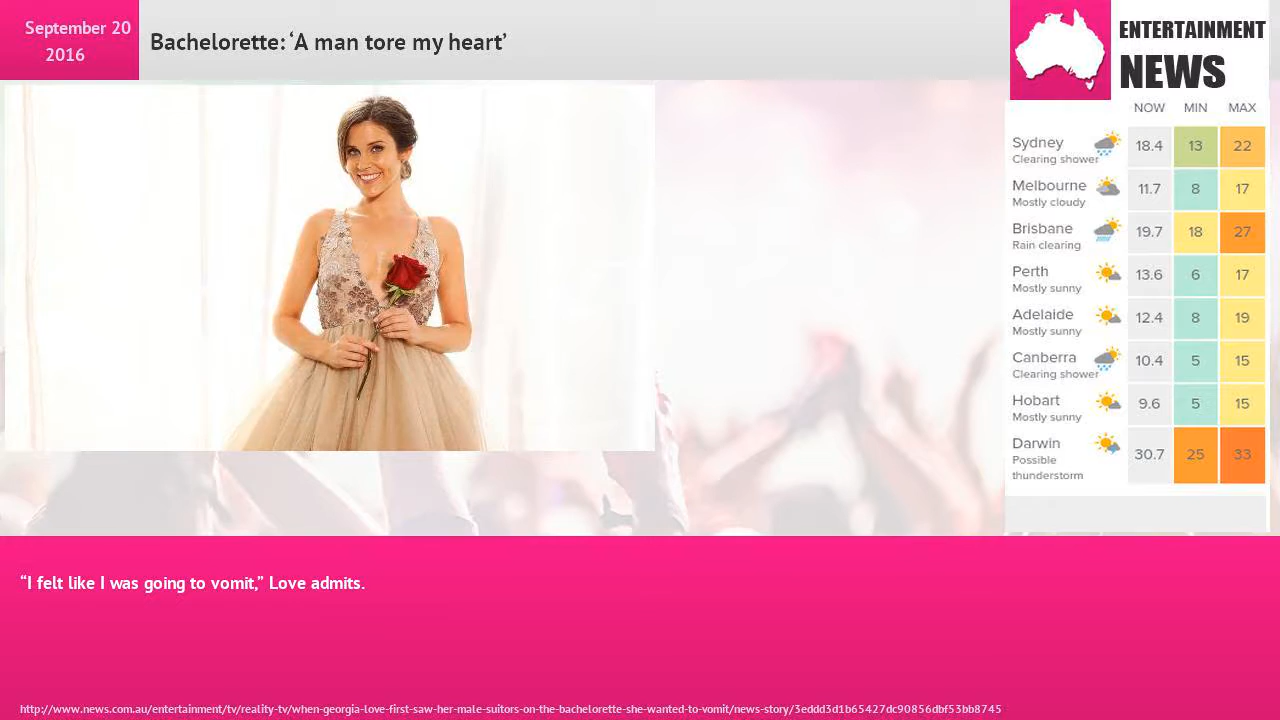 September 20
2016
Bachelorette: ‘A man tore my heart’
ENTERTAINMENT
NEWS
NOW MIN MAX
Sydney
Clearing shower
18.4 13 22
Melbourne
Mostly cloudy
11.7 8 17
Brisbane
Rain clearing
19.7 18 27
Perth
Mostly sunny
13.6 6 17
Adelaide
Mostly sunny
12.4 8 19
Canberra
Clearing shower
10.4 5 15
Hobart
Mostly sunny
9.6 5 15
Darwin
Possible
thunderstorm
30.7 25 33
“I felt like I was going to vomit,” Love admits.
http://www.news.com.au/entertainment/tv/reality-tv/when-georgia-love-first-saw-her-male-suitors-on-the-bachelorette-she-wanted-to-vomit/news-story/3eddd3d1b65427dc90856dbf53bb8745